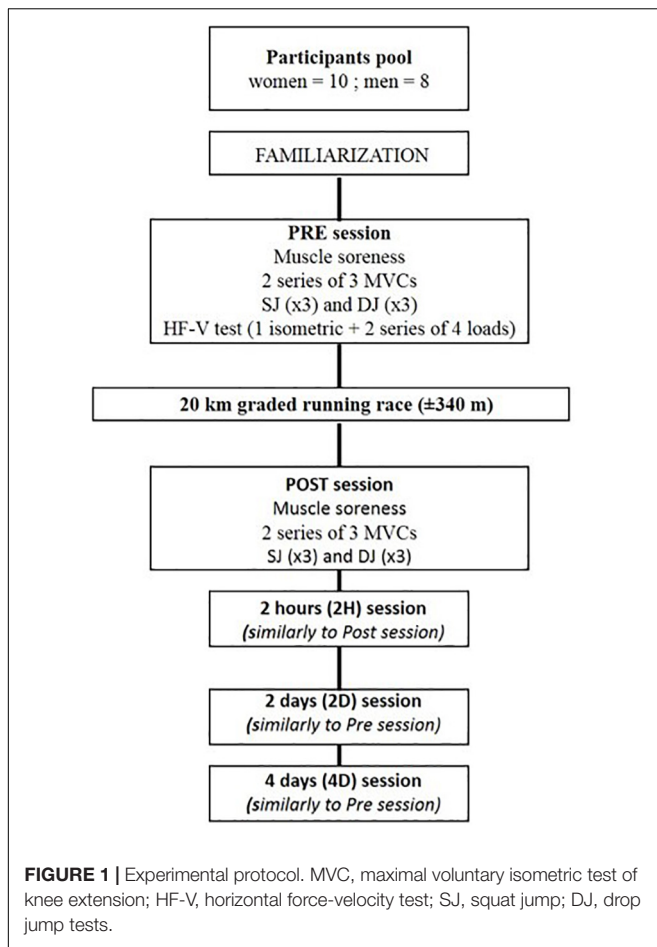 Participants pool
women = 10 ; men = 8
FAMILIARIZATION
PRE session
Muscle soreness
2 series of 3 MVCs
SJ (x3) and DJ (x3)
HF-V test (1 isometric + 2 series of 4 loads)
20 km graded running race (±340 m)
POST session
Muscle soreness
2 series of 3 MVCs
SJ (x3) and DJ (x3)
2 hours (2H) session
(similarly to Post session)
2 days (2D) session
(similarly to Pre session)
4 days (4D) session
(similarly to Pre session)
FIGURE 1 | Experimental protocol. MVC, maximal voluntary isometric test of
knee extension; HF-V, horizontal force-velocity test; SJ, squat jump; DJ, drop
jump tests.